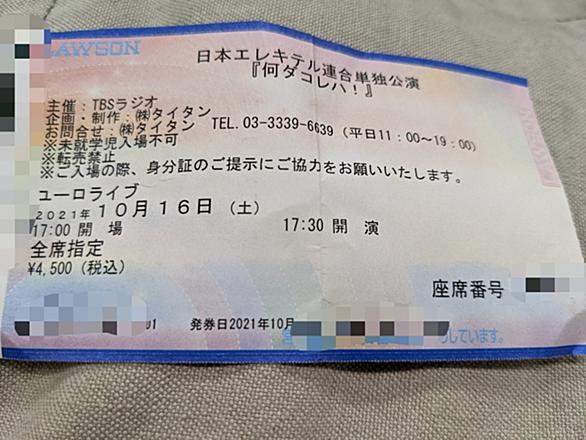 LAWSON
日本エレキテル連合単独公演
『何ダコレハ！』
主催：TBSラジオ
企画・制作：㈱タイタン
お問合せ：㈱タイタン TEL.03-3339-6639（平日11：00～19：00）
※未就学児入場不可
※転売禁止
※ご入場の際、身分証のご提示にご協力をお願いいたします。
ユーロライブ
2021年10月16日（土）
17:00 開 場 17:30 開 演
全席指定
¥4,500（税込）
座席番号
01 発券日2021年10月
しています。